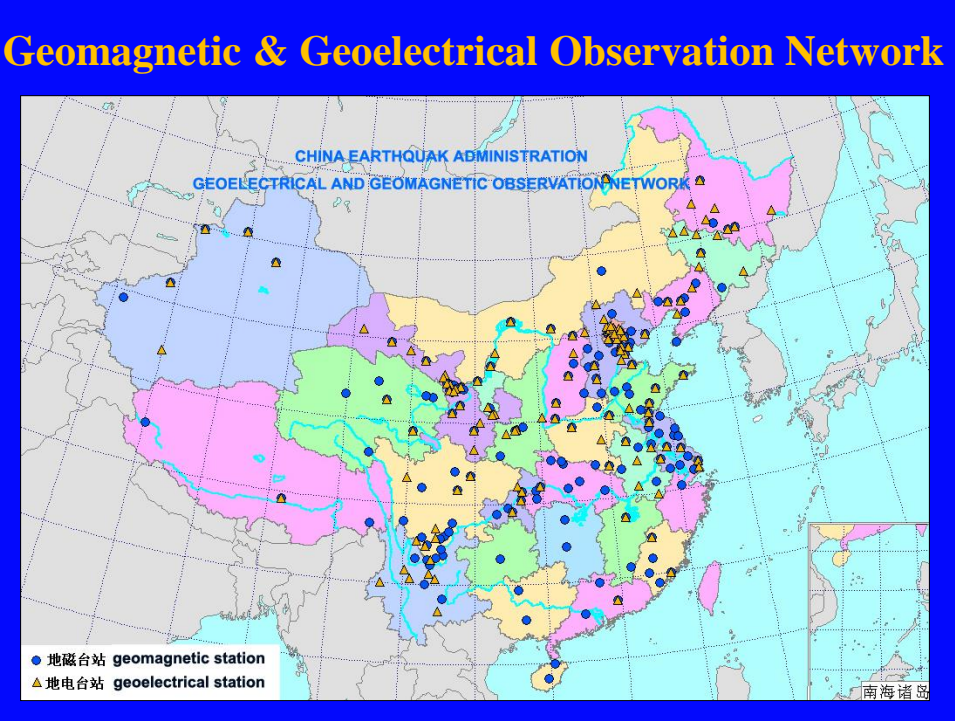 Geomagnetic & Geoelectrical Observation Network
CHINA EARTHQUAK ADMINISTRATION
GEOELECTRICAL AND GEOMAGNETIC OBSERVATION NETWORK
地磁台站 geomagnetic station
地电台站 geoelectrical station
南海诸岛